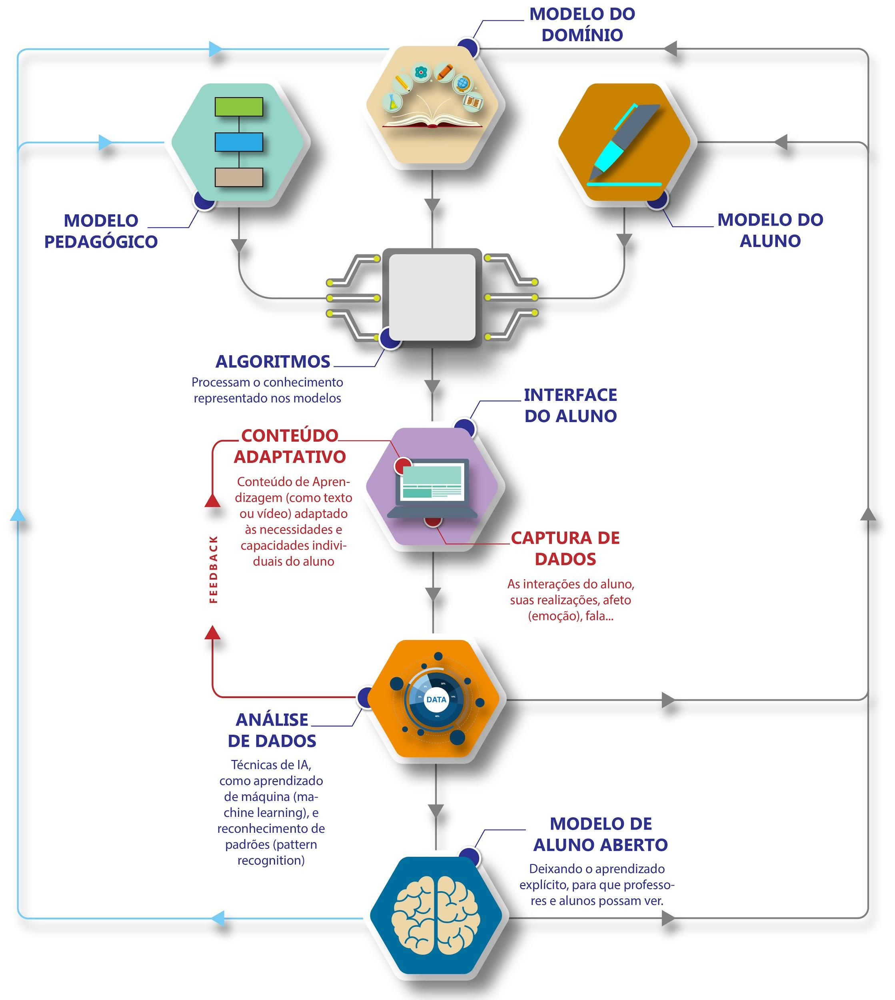 MODELO DO
DOMÍNIO
MODELO
PEDAGÓGICO
MODELO DO
ALUNO
ALGORITMOS
Processam o conhecimento
representado nos modelos
INTERFACE
DO ALUNO
CONTEÚDO
ADAPTATIVO
Conteúdo de Apren-
dizagem (como texto
ou vídeo) adaptado
às necessidades e
capacidades indivi-
duais do aluno
FEEDBACK
CAPTURA DE
DADOS
As interações do aluno,
suas realizações, afeto
(emoção), fala...
DATA
ANÁLISE
DE DADOS
Técnicas de IA,
como aprendizado
de máquina (ma-
chine learning), e
reconhecimento de
padrões (pattern
recognition)
MODELO DE
ALUNO ABERTO
Deixando o aprendizado
explícito, para que professo-
res e alunos possam ver.